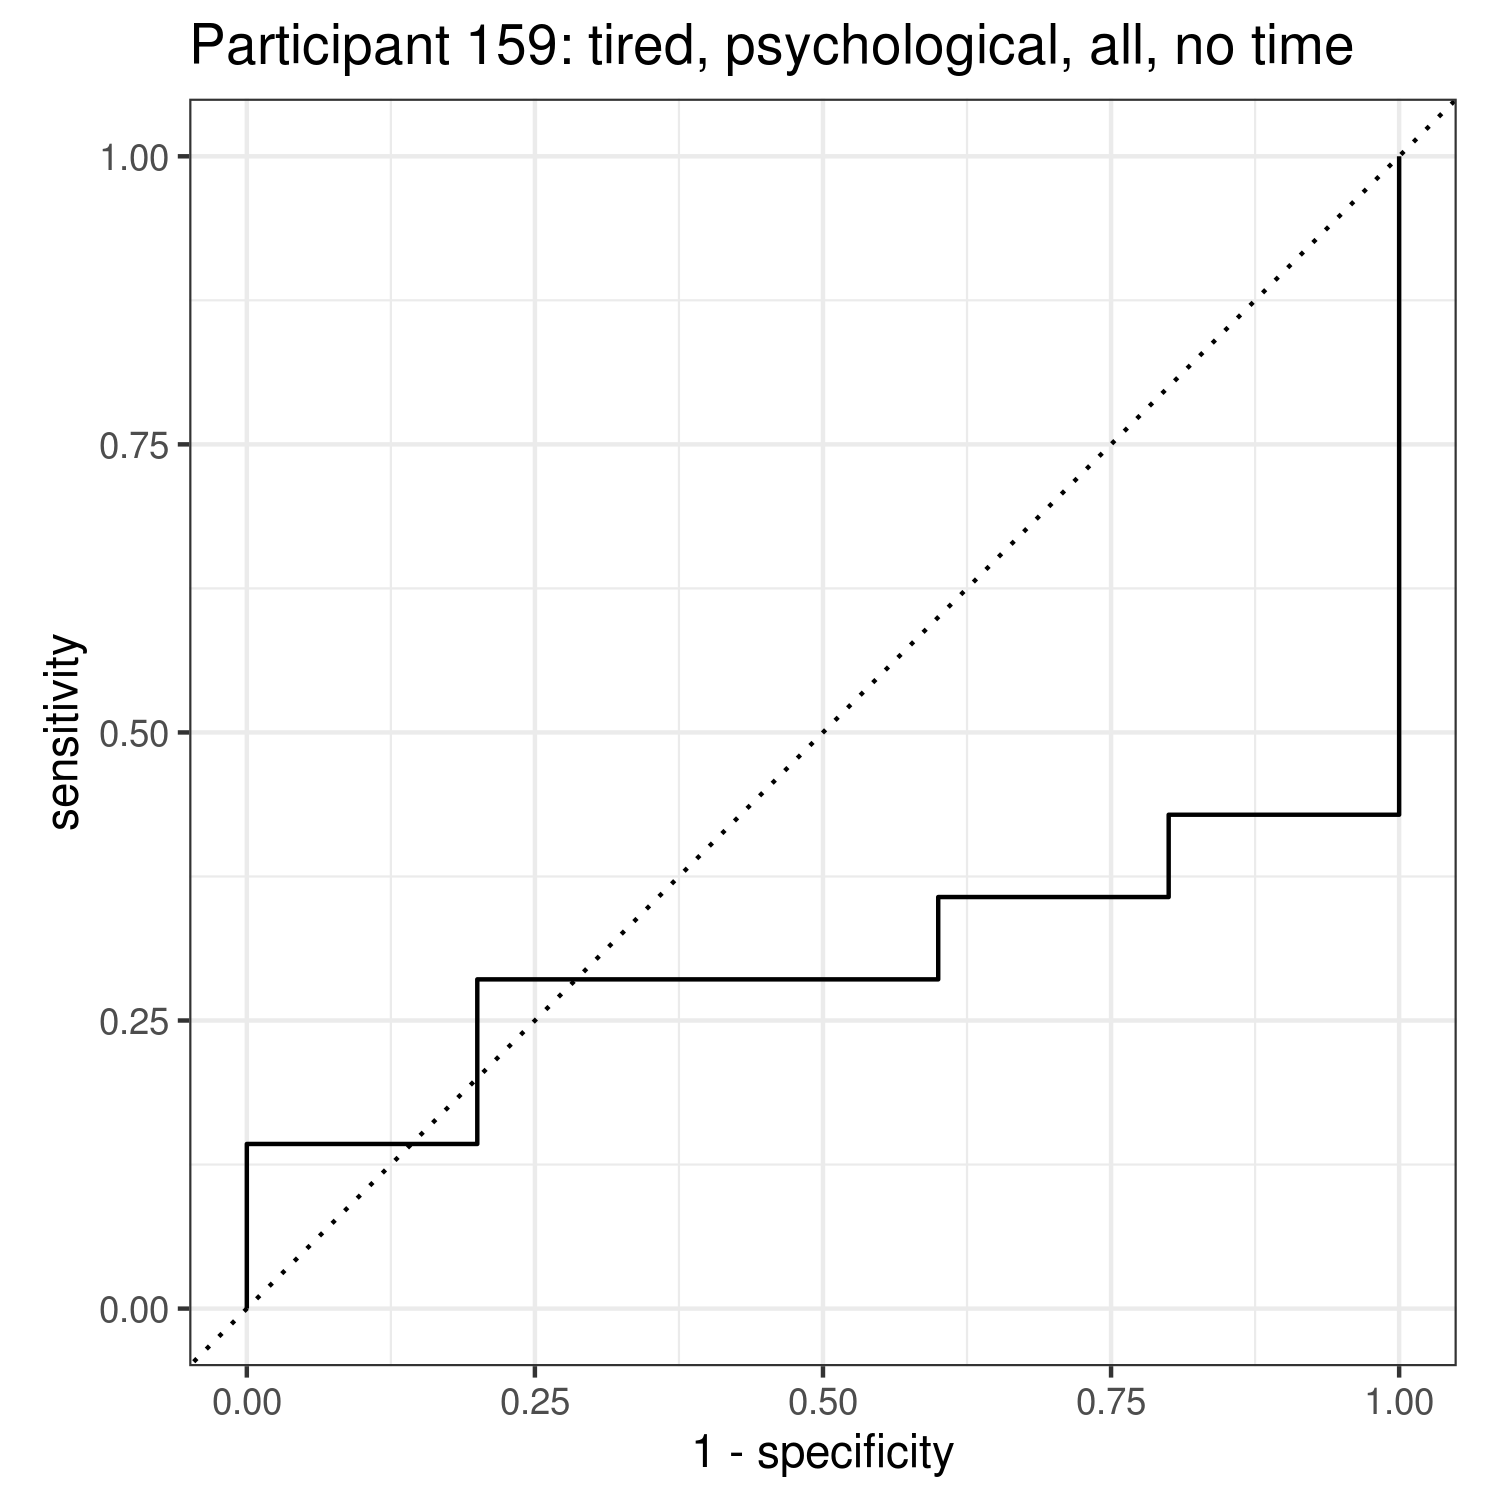 Participant 159: tired, psychological, all, no time
1.00
0.75
0.50
0.25
0.00
sensitivity
0.00 0.25 0.50 0.75 1.00
1 - specificity